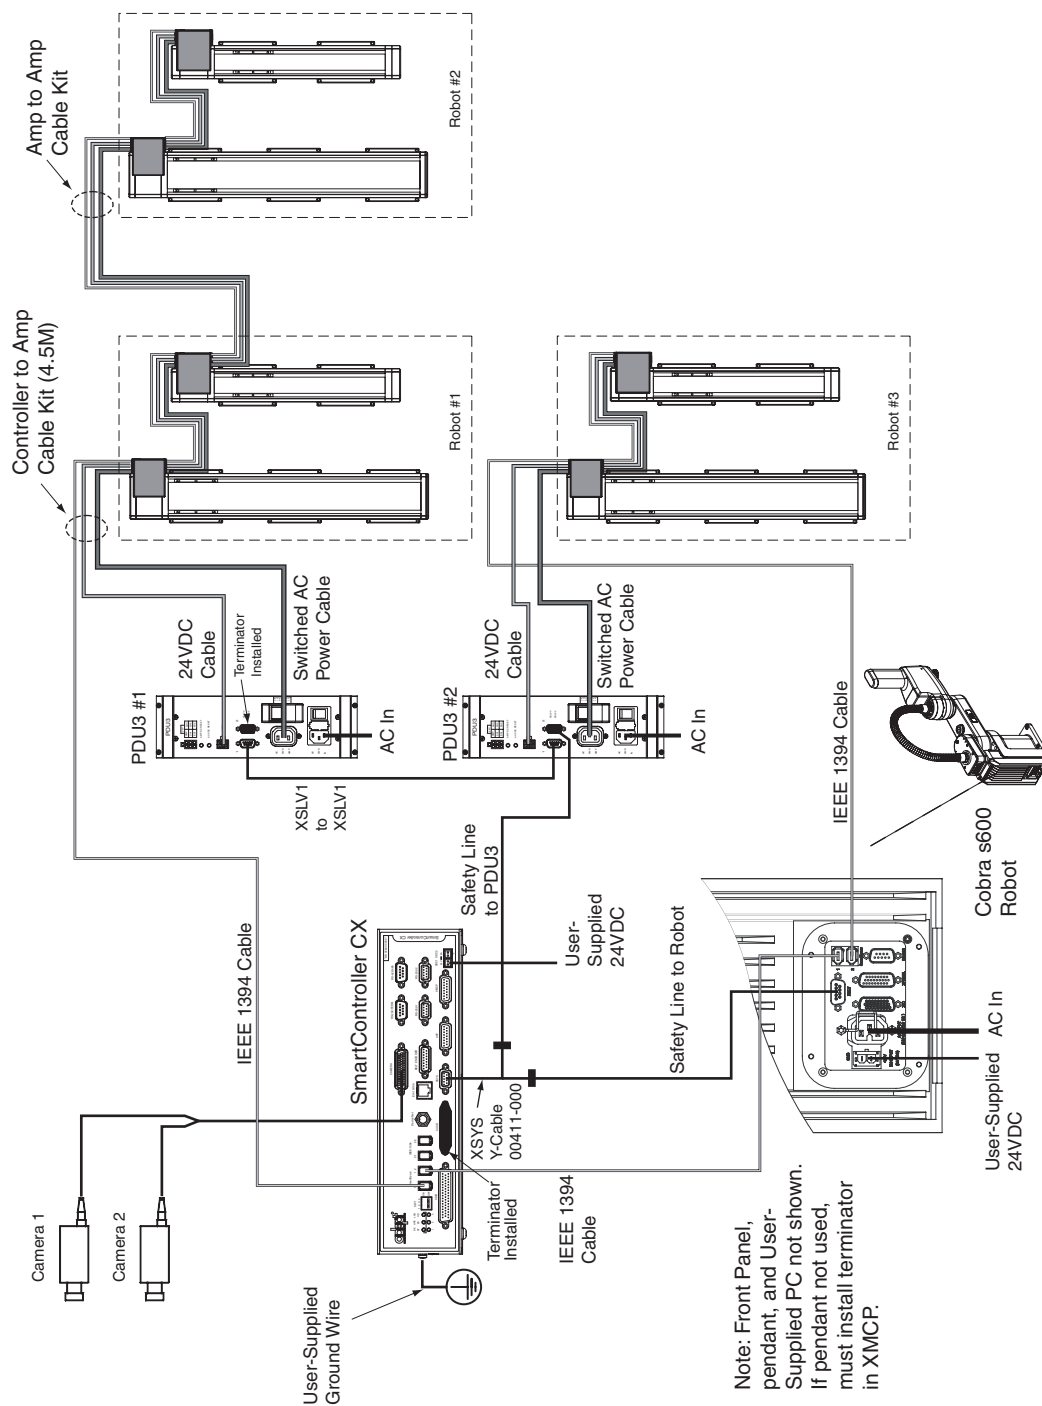 Camera 1
Camera 2
User-Supplied
Ground Wire
IEEE 1394 Cable
SmartController CX
SmartController CX
Terminator
Installed
XSYS
Y-Cable
00411-000
IEEE 1394
Cable
User-
Supplied
24VDC
Safety Line
to PDU3
Safety Line to Robot
Controller to Amp
Cable Kit (4.5M)
Amp to Amp
Cable Kit
Robot #1
Robot #2
Robot #3
PDU3 #1
PDU3
24VDC
Cable
Terminator
Installed
Switched AC
Power Cable
AC In
XSLV1
to
XSLV1
PDU3 #2
PDU3
24VDC
Cable
Switched AC
Power Cable
AC In
IEEE 1394 Cable
Cobra s600
Robot
User-Supplied
24VDC
AC In
Note: Front Panel,
pendant, and User-
Supplied PC not shown.
If pendant not used,
must install terminator
in XMCP.